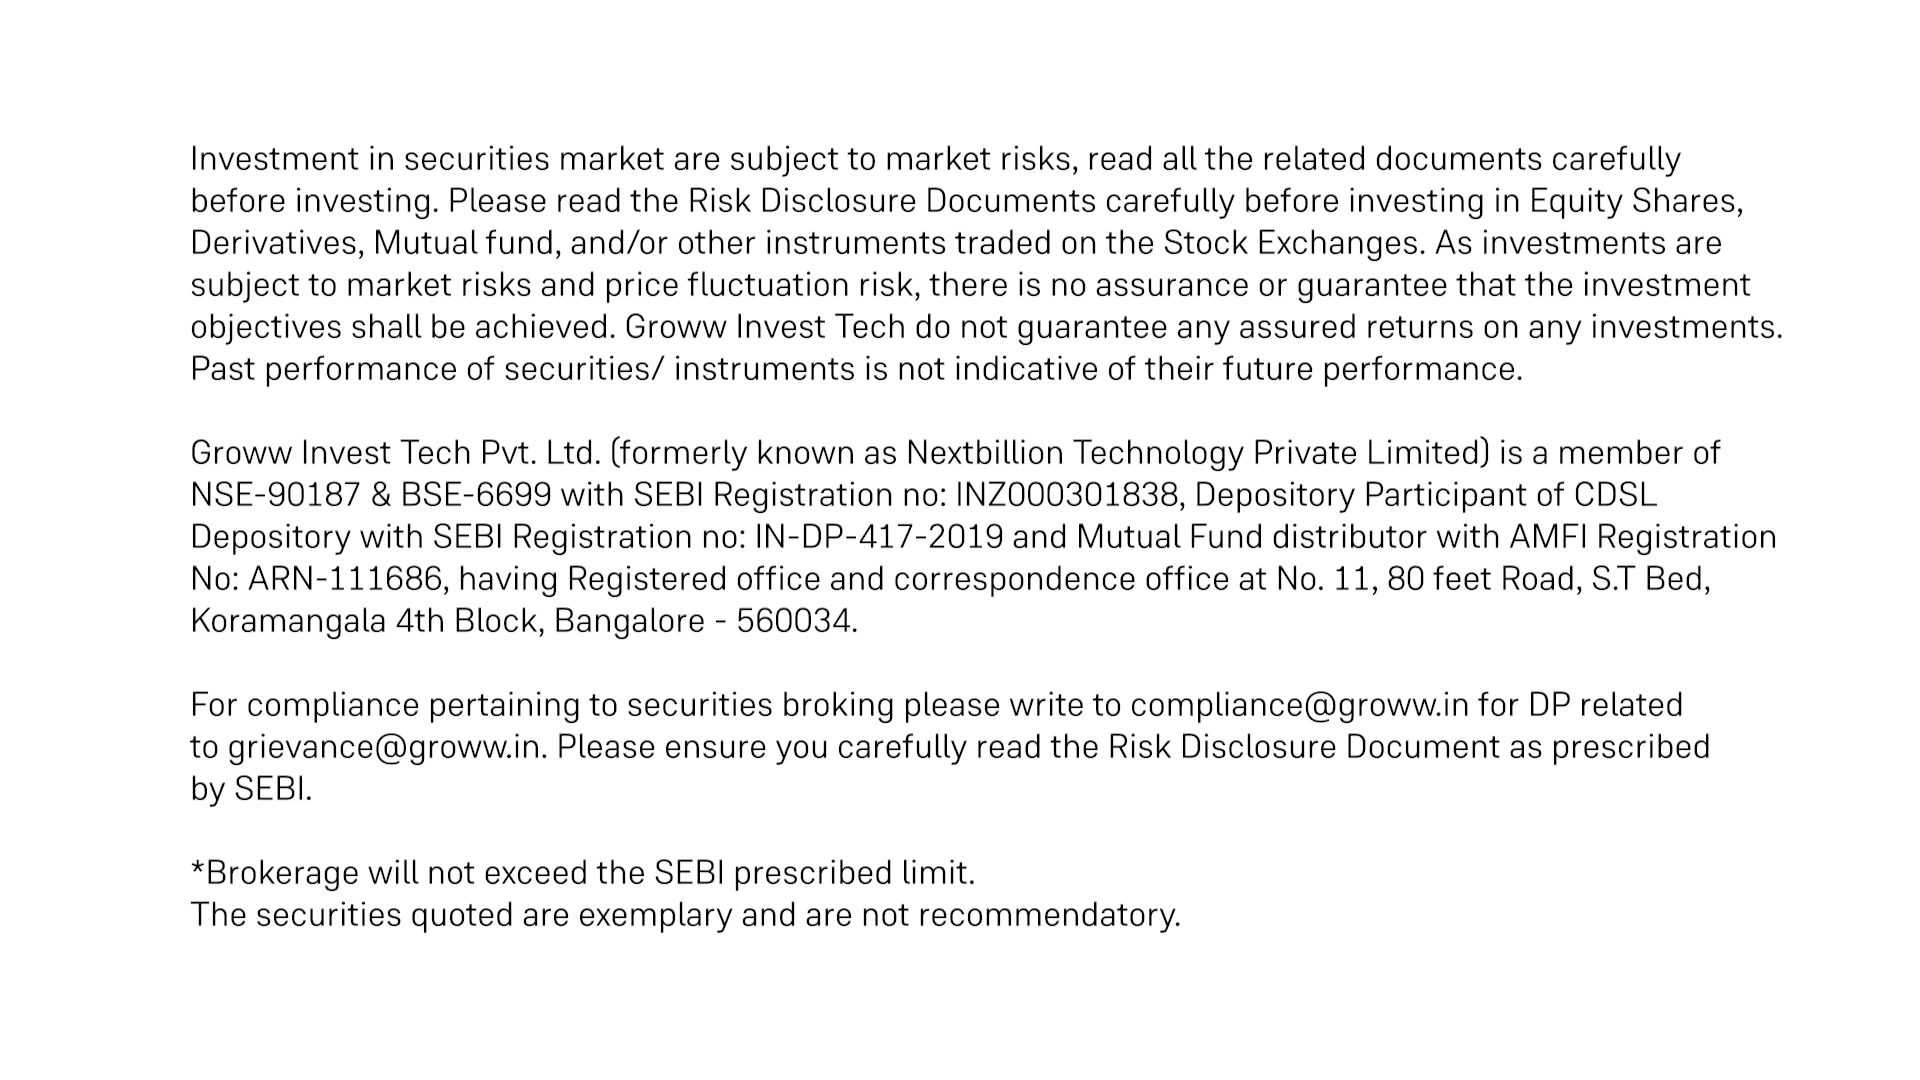 Investment in securities market are subject to market risks, read all the related documents carefully
before investing. Please read the Risk Disclosure Documents carefully before investing in Equity Shares,
Derivatives, Mutual fund, and/or other instruments traded on the Stock Exchanges. As investments are
subject to market risks and price fluctuation risk, there is no assurance or guarantee that the investment
objectives shall be achieved. Groww Invest Tech do not guarantee any assured returns on any investments.
Past performance of securities/ instruments is not indicative of their future performance.

Groww Invest Tech Pvt. Ltd. (formerly known as Nextbillion Technology Private Limited) is a member of
NSE-90187 & BSE-6699 with SEBI Registration no: INZ000301838, Depository Participant of CDSL
Depository with SEBI Registration no: IN-DP-417-2019 and Mutual Fund distributor with AMFI Registration
No: ARN-111686, having Registered office and correspondence office at No. 11, 80 feet Road, S.T Bed,
Koramangala 4th Block, Bangalore - 560034.

For compliance pertaining to securities broking please write to compliance@groww.in for DP related
to grievance@groww.in. Please ensure you carefully read the Risk Disclosure Document as prescribed
by SEBI.

*Brokerage will not exceed the SEBI prescribed limit.
The securities quoted are exemplary and are not recommendatory.